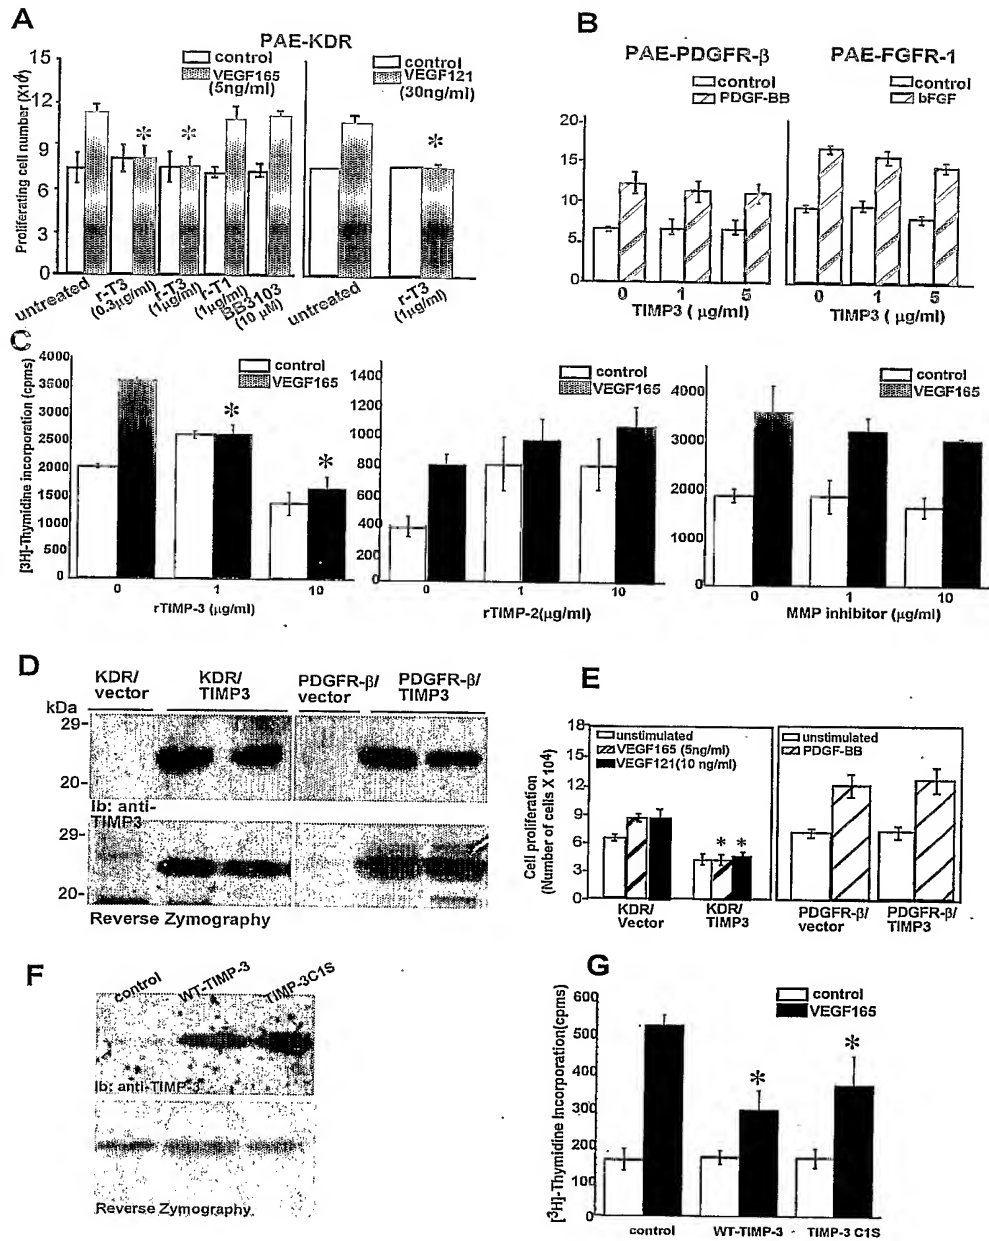 A
PAE-KDR
control
VEGF165
(5ng/ml)
control
VEGF121
(30ng/ml)
Proliferating cell number
15
12
9
6
3
0
* * *
untreated
r-T3
(0.3µg/ml)
r-T3
(1µg/ml)
r-T1
(1µg/ml)
BB3103
(10 µM)
untreated
r-T3
(1µg/ml)
B
PAE-PDGFR-β
PAE-FGFR-1
control
PDGF-BB
control
bFGF
20
15
10
5
0
0 1 5
TIMP3 ( µg/ml)
0 1 5
TIMP3 ( µg/ml)
C
[3H]-Thymidine incorporation (cpms)
4000
3500
3000
2500
2000
1500
1000
500
0
control
VEGF165
* *
0 1 10
rTIMP-3 (µg/ml)
1400
1200
1000
800
600
400
200
0
control
VEGF165
0 1 10
rTIMP-2(µg/ml)
4000
3000
2000
1000
0
control
VEGF165
0 1 10
MMP inhibitor (µg/ml)
D
KDR/
vector
KDR/
TIMP3
PDGFR-β/
vector
PDGFR-β/
TIMP3
kDa
29-
20-
Ib: anti-
TIMP3
29-
20-
Reverse Zymography
E
Cell proliferation
(Number of cells X 10⁴)
18
12
9
6
3
0
unstimulated
VEGF165 (5ng/ml)
VEGF121(10 ng/ml)
* *
KDR/
Vector
KDR/
TIMP3
unstimulated
PDGF-BB
PDGFR-β/
vector
PDGFR-β/
TIMP3
F
control
WT-TIMP-3
TIMP-3C1S
Ib: anti-TIMP-3
Reverse Zymography
G
[³H]-Thymidine Incorporation(cpms)
600
500
400
300
200
100
0
control
VEGF165
* *
control
WT-TIMP-3
TIMP-3 C1S